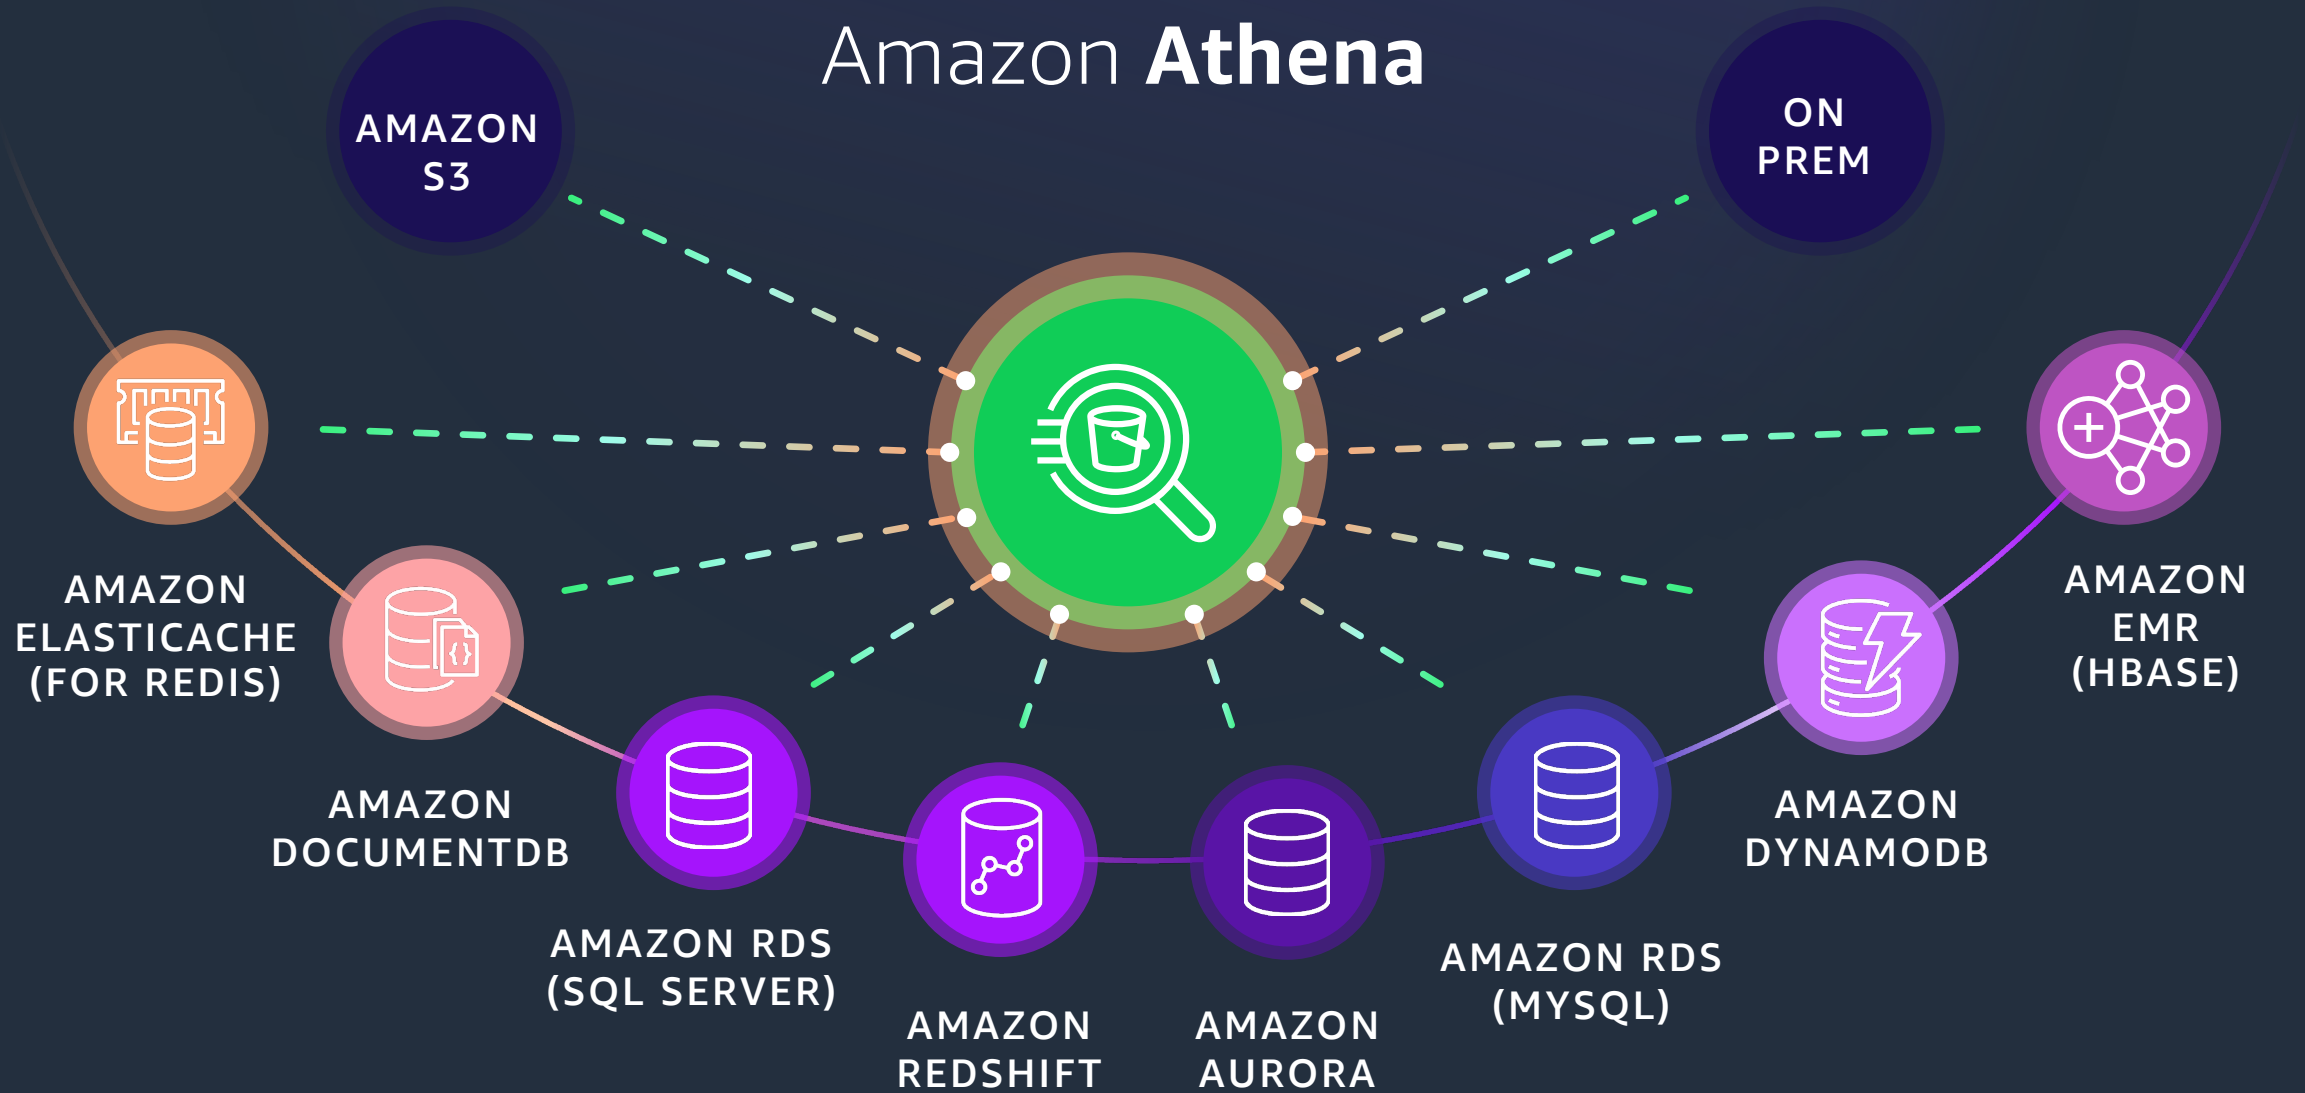 Amazon Athena
AMAZON
S3
ON
PREM
AMAZON
ELASTICACHE
(FOR REDIS)
AMAZON
DOCUMENTDB
AMAZON RDS
(SQL SERVER)
AMAZON
REDSHIFT
AMAZON
AURORA
AMAZON RDS
(MYSQL)
AMAZON
DYNAMODB
AMAZON
EMR
(HBASE)